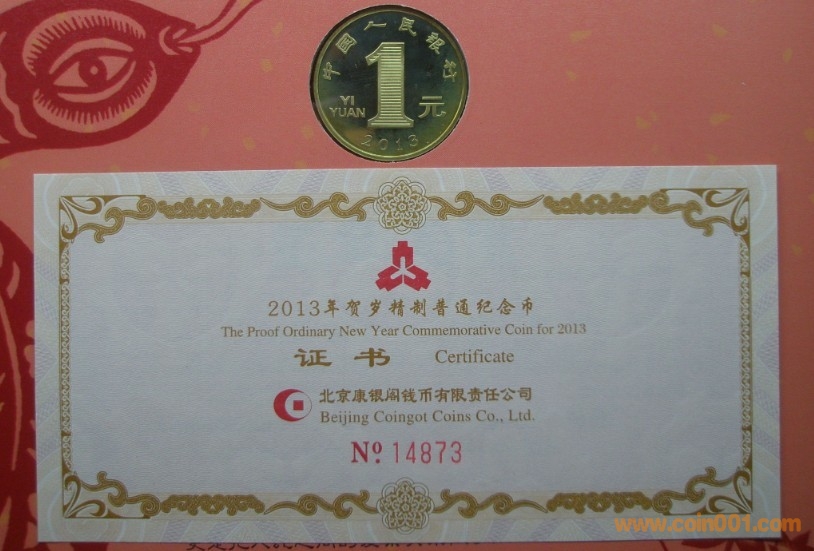 中国人民银行
YI
YUAN
1
元
2013
2013年贺岁精制普通纪念币
The Proof Ordinary New Year Commemorative Coin for 2013
证书 Certificate
北京康银阁钱币有限责任公司
Beijing Coingot Coins Co., Ltd.
Nº 14873
www.coin001.com